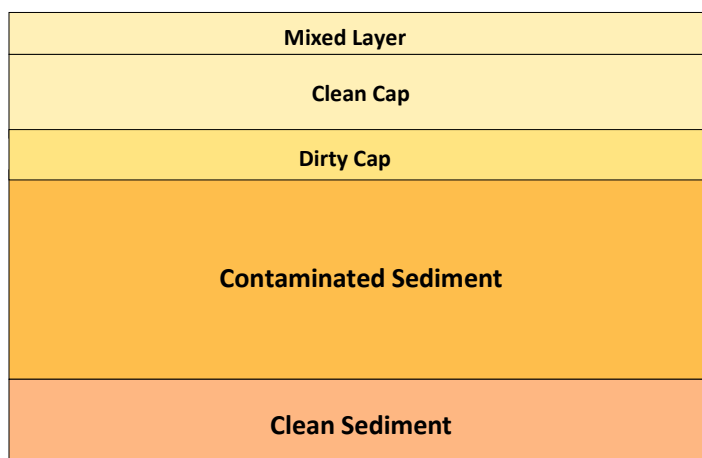 Mixed Layer
Clean Cap
Dirty Cap
Contaminated Sediment
Clean Sediment